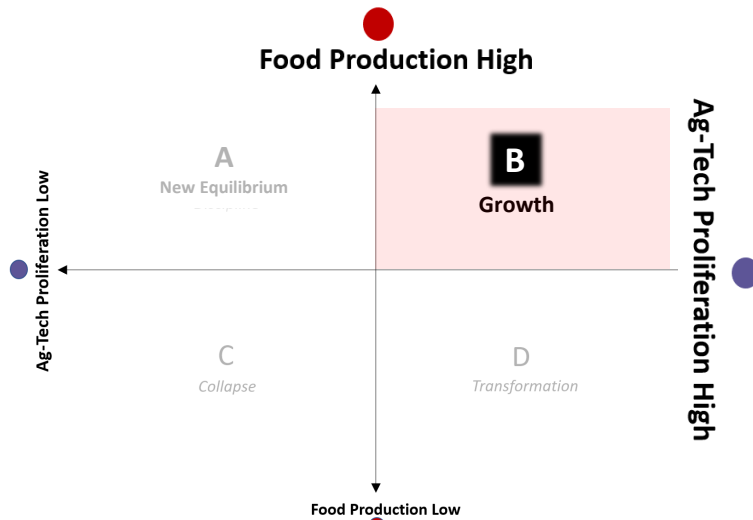 Food Production High
A
New Equilibrium
B
Growth
Ag-Tech Proliferation High
Ag-Tech Proliferation Low
C
Collapse
D
Transformation
Food Production Low